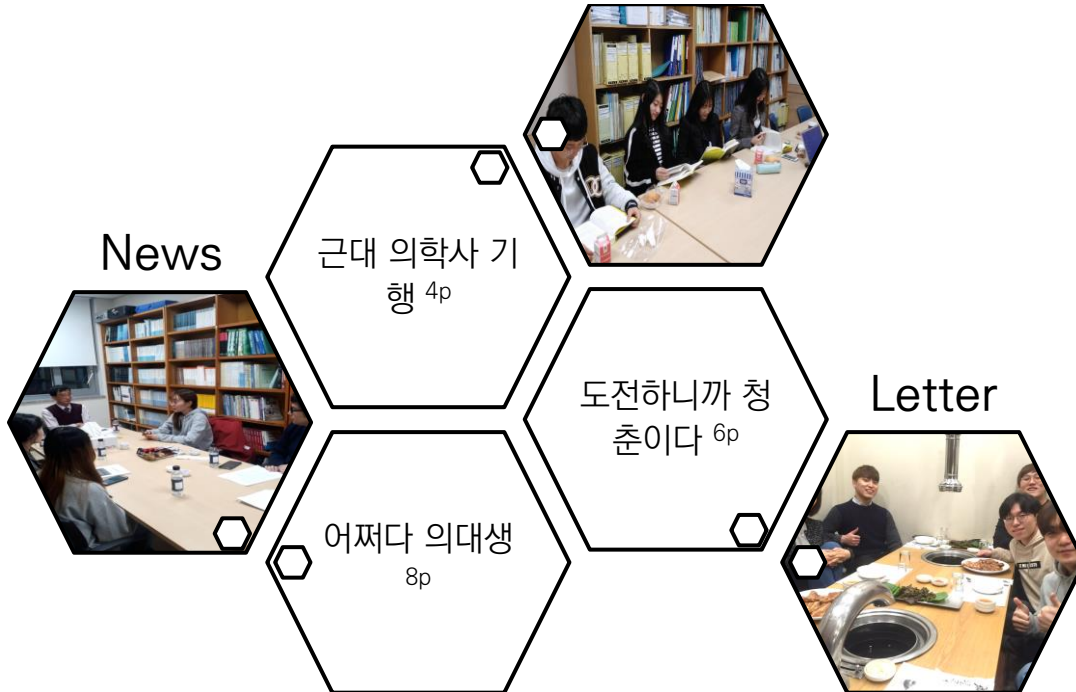 News
근대 의학사 기
행 4p
도전하니까 청
춘이다 6p
Letter
어쩌다 의대생
8p